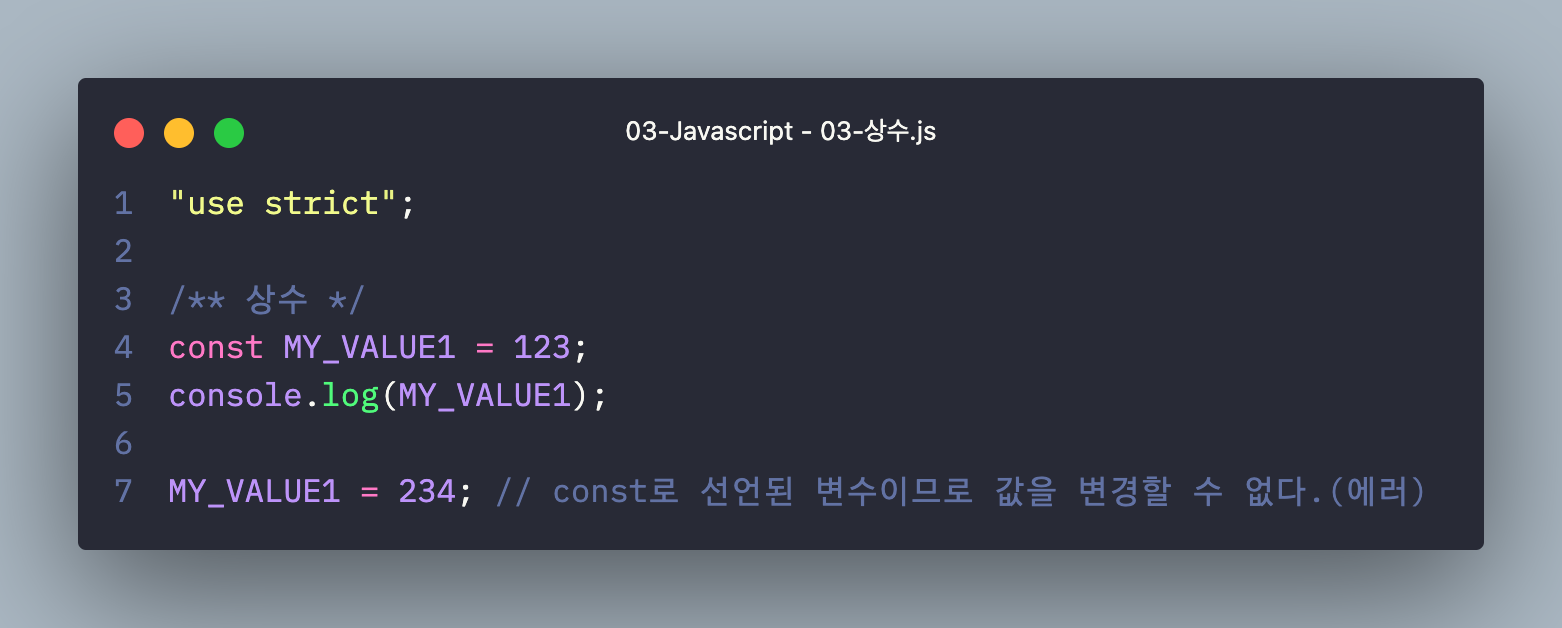 03-Javascript - 03-상수.js
1 "use strict";
2
3 /** 상수 */
4 const MY_VALUE1 = 123;
5 console.log(MY_VALUE1);
6
7 MY_VALUE1 = 234; // const로 선언된 변수이므로 값을 변경할 수 없다.(에러)